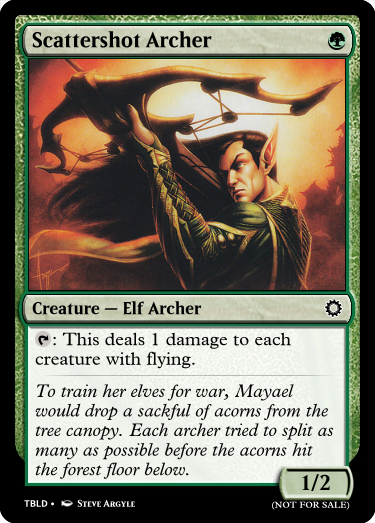 Scattershot Archer
Creature — Elf Archer
: This deals 1 damage to each
creature with flying.
To train her elves for war, Mayael
would drop a sackful of acorns from the
tree canopy. Each archer tried to split as
many as possible before the acorns hit
the forest floor below.
1/2
TBLD • Steve Argyle
(NOT FOR SALE)